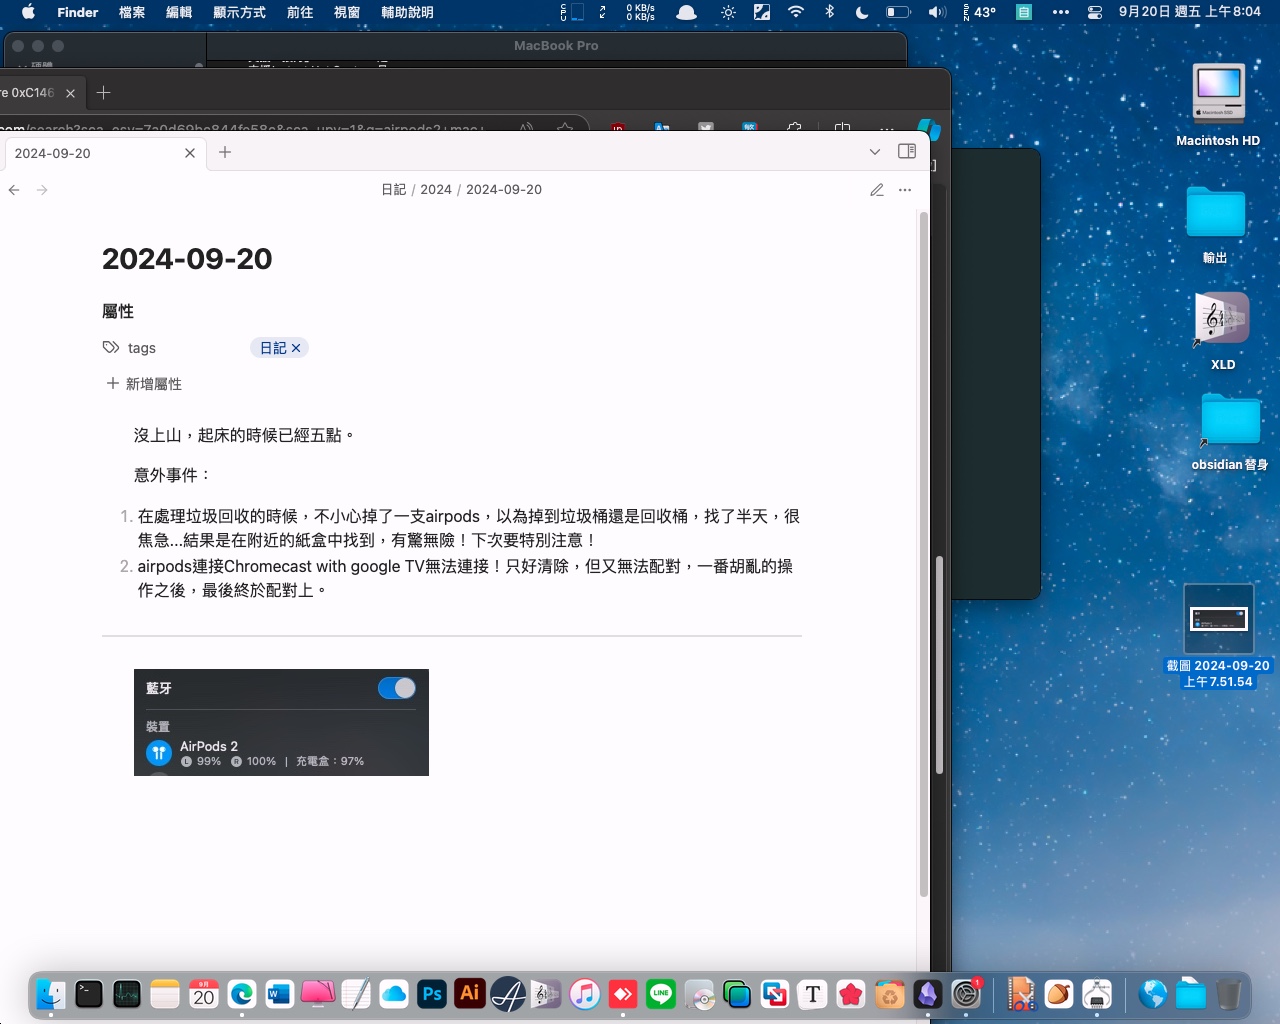 Finder 檔案 編輯 顯示方式 前往 視窗 輔助說明 CPU 0 KB/s 0 KB/s SEN 43° 自 9月20日 週五 上午8:04
MacBook Pro
re 0xC146
2024-09-20
日記 / 2024 / 2024-09-20
2024-09-20
屬性
tags 日記
新增屬性
沒上山，起床的時候已經五點。
意外事件：
1. 在處理垃圾回收的時候，不小心掉了一支airpods，以為掉到垃圾桶還是回收桶，找了半天，很
焦急...結果是在附近的紙盒中找到，有驚無險！下次要特別注意！
2. airpods連接Chromecast with google TV無法連接！只好清除，但又無法配對，一番胡亂的操
作之後，最後終於配對上。
藍牙
裝置
AirPods 2
L 99% R 100% | 充電盒：97%
Macintosh HD
輸出
XLD
obsidian替身
截圖 2024-09-20
上午7.51.54
9月
20
W
Ps
Ai
LINE
T
1